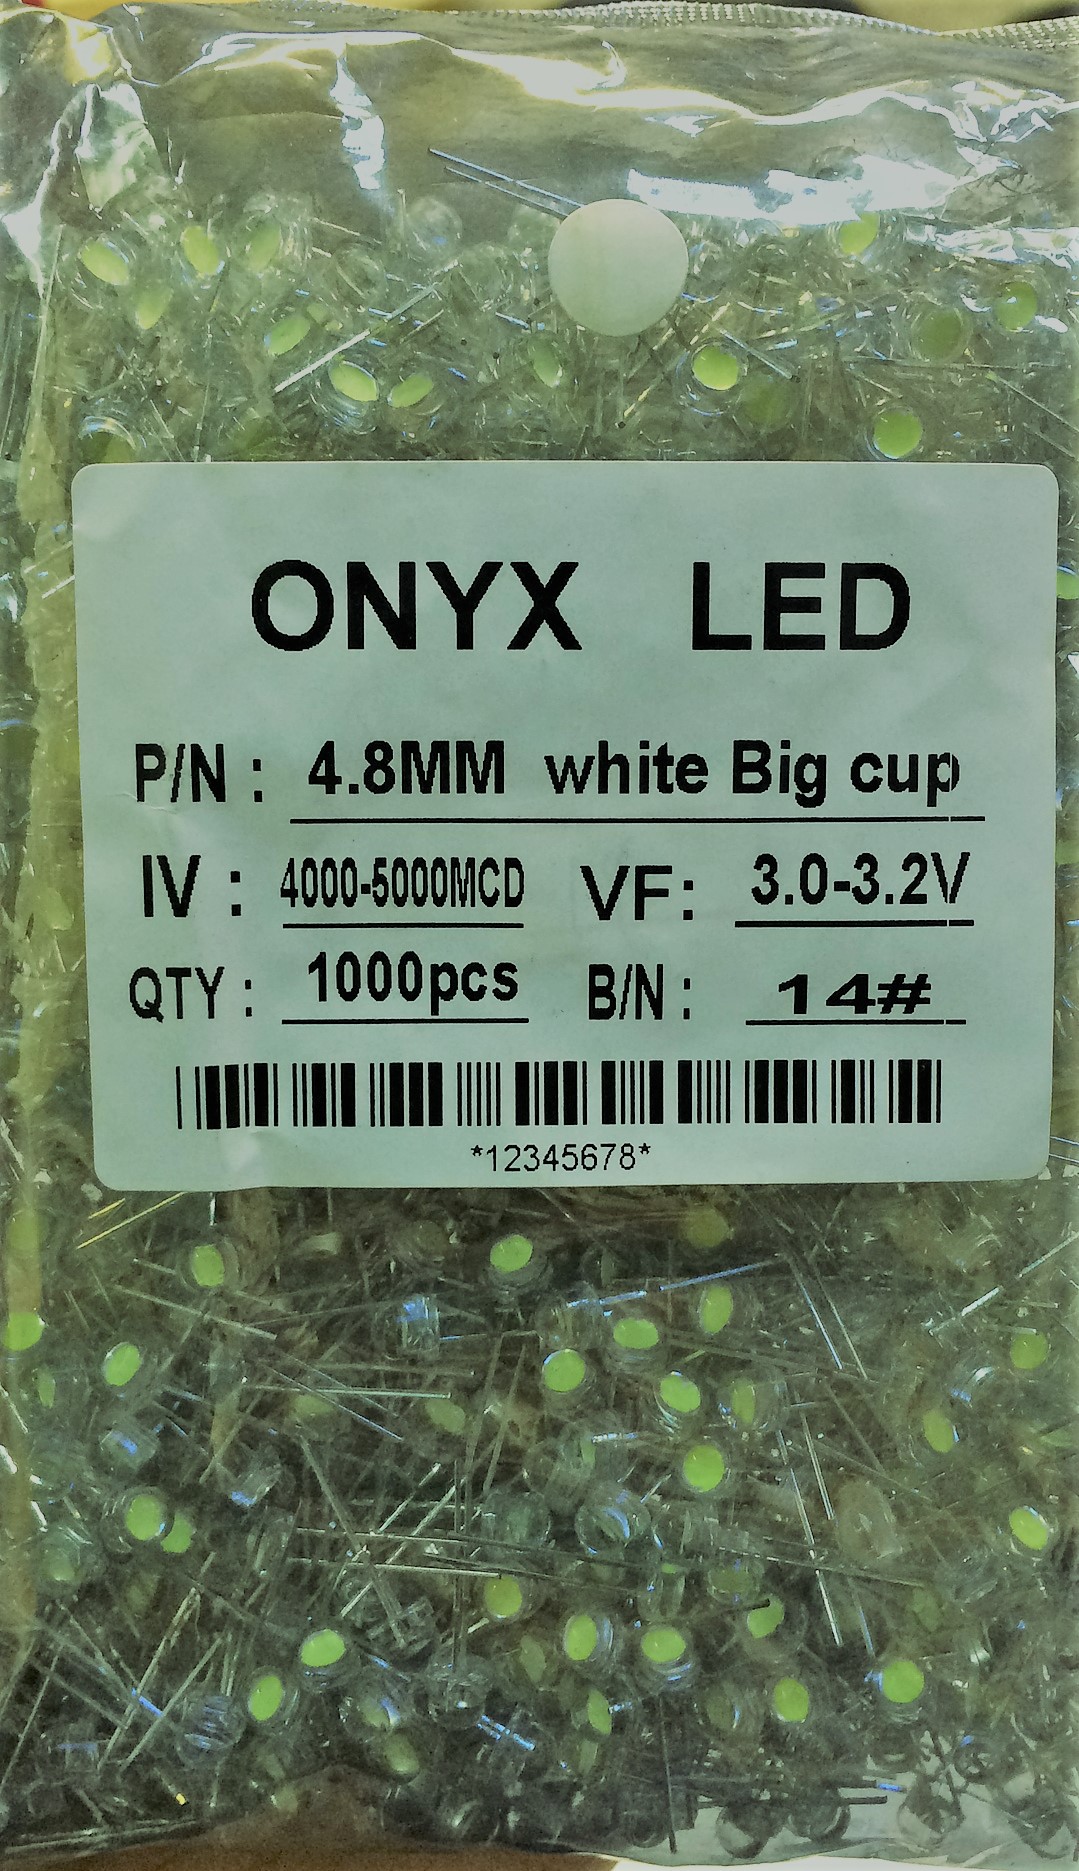 ONYX LED
P/N : 4.8MM white Big cup
IV : 4000-5000MCD VF: 3.0-3.2V
QTY : 1000pcs B/N : 14#
*12345678*